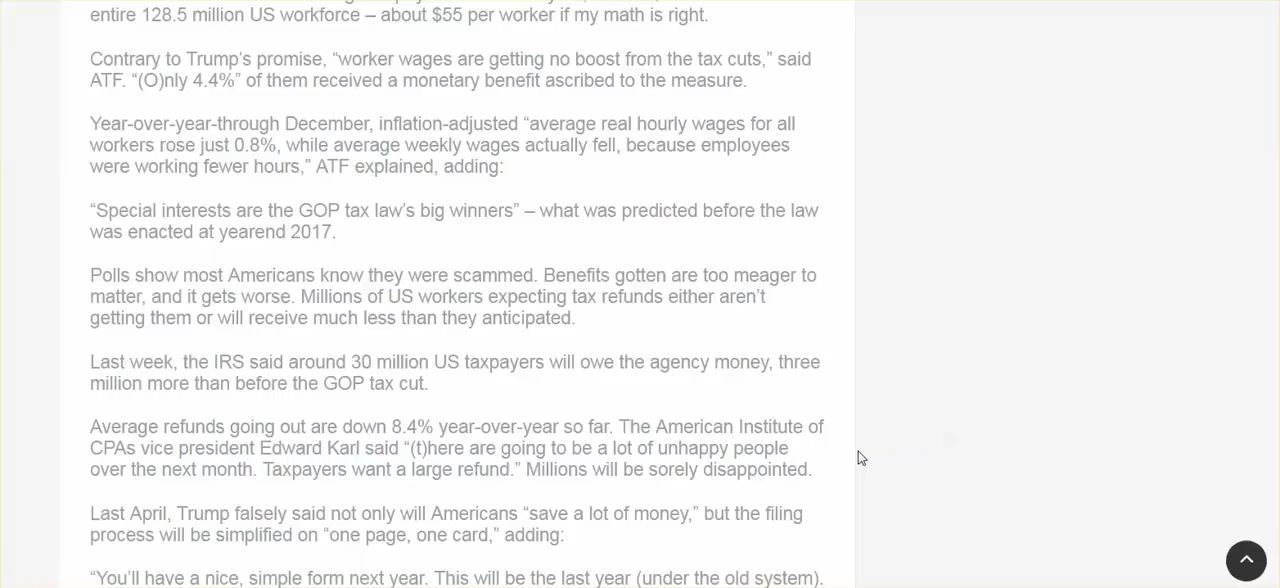 entire 128.5 million US workforce – about $55 per worker if my math is right.
Contrary to Trump’s promise, “worker wages are getting no boost from the tax cuts,” said
ATF. “(O)nly 4.4%” of them received a monetary benefit ascribed to the measure.
Year-over-year-through December, inflation-adjusted “average real hourly wages for all
workers rose just 0.8%, while average weekly wages actually fell, because employees
were working fewer hours,” ATF explained, adding:
“Special interests are the GOP tax law’s big winners” – what was predicted before the law
was enacted at yearend 2017.
Polls show most Americans know they were scammed. Benefits gotten are too meager to
matter, and it gets worse. Millions of US workers expecting tax refunds either aren’t
getting them or will receive much less than they anticipated.
Last week, the IRS said around 30 million US taxpayers will owe the agency money, three
million more than before the GOP tax cut.
Average refunds going out are down 8.4% year-over-year so far. The American Institute of
CPAs vice president Edward Karl said “(t)here are going to be a lot of unhappy people
over the next month. Taxpayers want a large refund.” Millions will be sorely disappointed.
Last April, Trump falsely said not only will Americans “save a lot of money,” but the filing
process will be simplified on “one page, one card,” adding:
“You’ll have a nice, simple form next year. This will be the last year (under the old system).